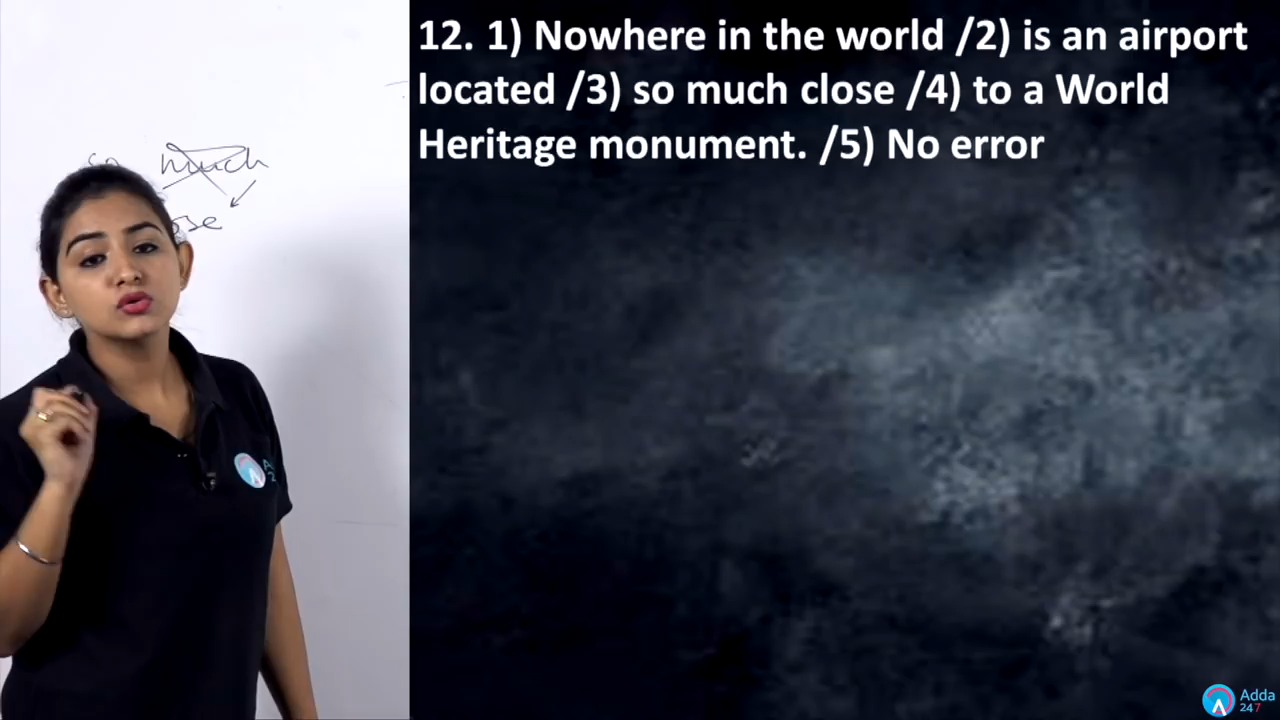 12. 1) Nowhere in the world /2) is an airport
located /3) so much close /4) to a World
Heritage monument. /5) No error
much
Adda
247